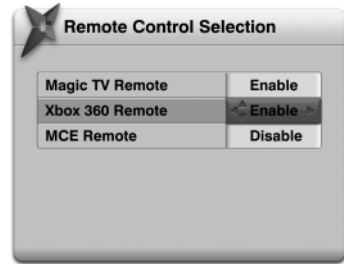 Remote Control Selection
Magic TV Remote Enable
Xbox 360 Remote Enable
MCE Remote Disable